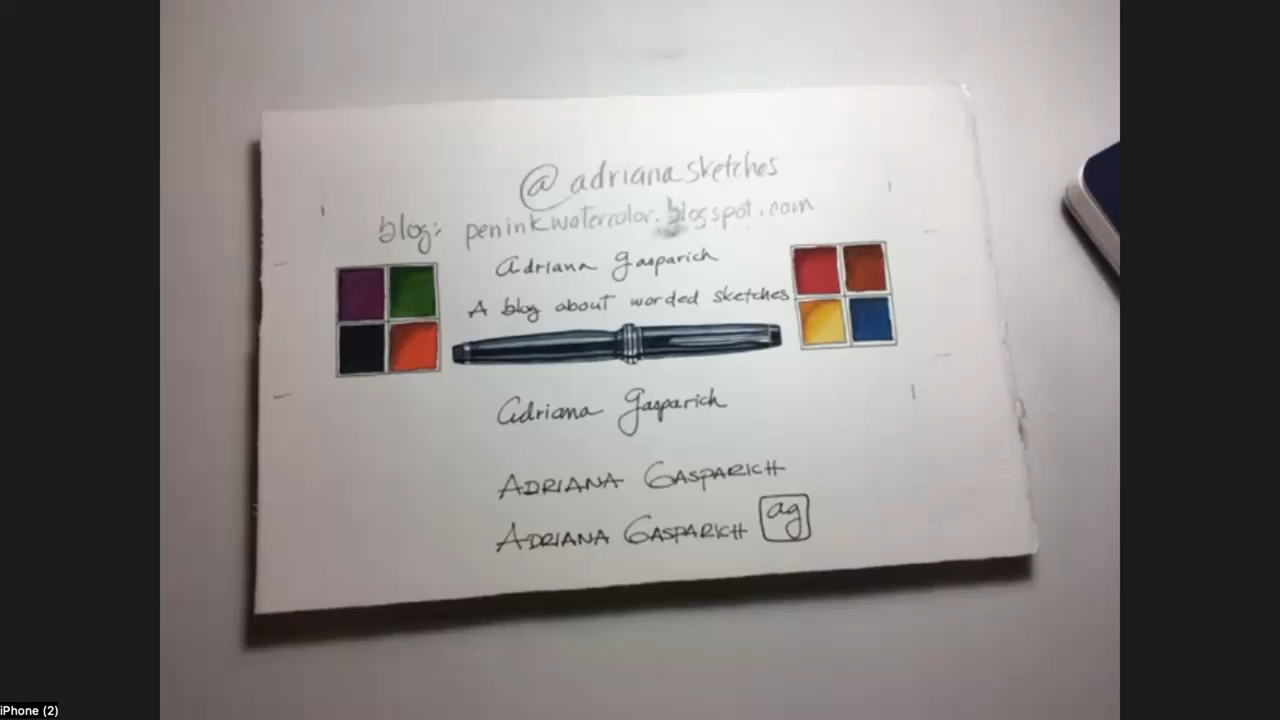 @adrianasketches
blog: peninkwatercolor.blogspot.com
Adriana Gasparich
A blog about worded sketches
Adriana Gasparich
ADRIANA GASPARICH
ADRIANA GASPARICH ag
iPhone (2)